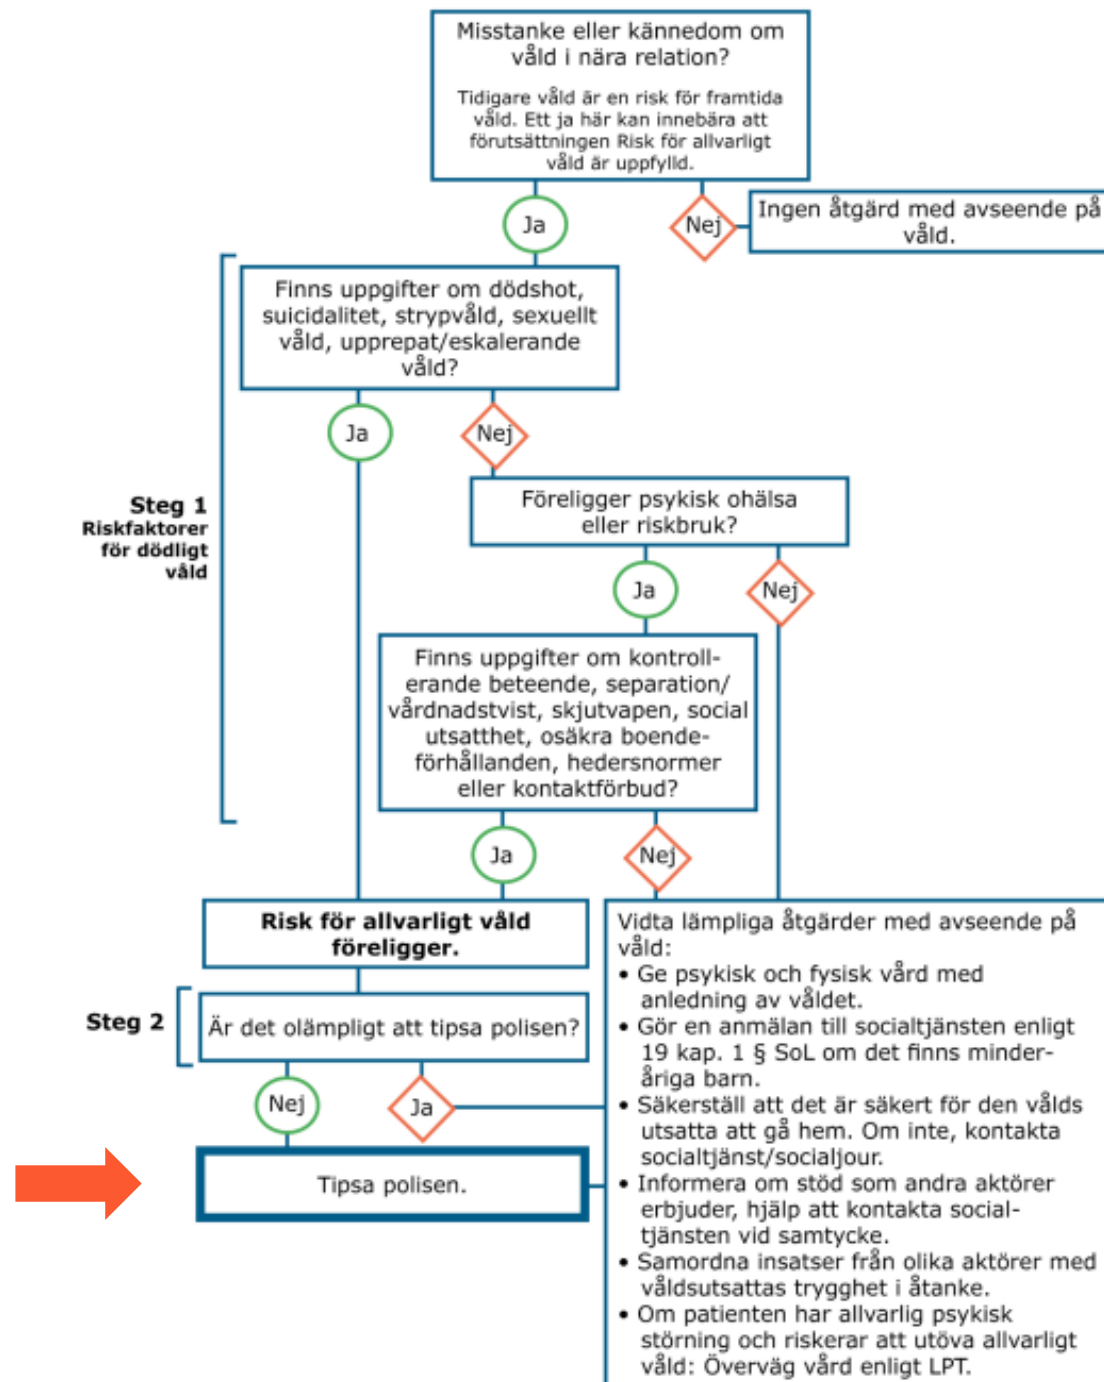 Misstanke eller kännedom om
våld i nära relation?
Tidigare våld är en risk för framtida
våld. Ett ja här kan innebära att
förutsättningen Risk för allvarligt
våld är uppfylld.
Ja
Nej
Ingen åtgärd med avseende på
våld.
Finns uppgifter om dödshot,
suicidalitet, strypvåld, sexuellt
våld, upprepat/eskalerande
våld?
Ja
Nej
Steg 1
Riskfaktorer
för dödligt
våld
Föreligger psykisk ohälsa
eller riskbruk?
Ja
Nej
Finns uppgifter om kontroll-
erande beteende, separation/
vårdnadstvist, skjutvapen, social
utsatthet, osäkra boende-
förhållanden, hedersnormer
eller kontaktförbud?
Ja
Nej
Risk för allvarligt våld
föreligger.
Steg 2
Är det olämpligt att tipsa polisen?
Nej
Ja
Tipsa polisen.
Vidta lämpliga åtgärder med avseende på
våld:
• Ge psykisk och fysisk vård med
anledning av våldet.
• Gör en anmälan till socialtjänsten enligt
19 kap. 1 § SoL om det finns minder-
åriga barn.
• Säkerställ att det är säkert för den vålds
utsatta att gå hem. Om inte, kontakta
socialtjänst/socialjour.
• Informera om stöd som andra aktörer
erbjuder, hjälp att kontakta social-
tjänsten vid samtycke.
• Samordna insatser från olika aktörer med
våldsutsattas trygghet i åtanke.
• Om patienten har allvarlig psykisk
störning och riskerar att utöva allvarligt
våld: Överväg vård enligt LPT.